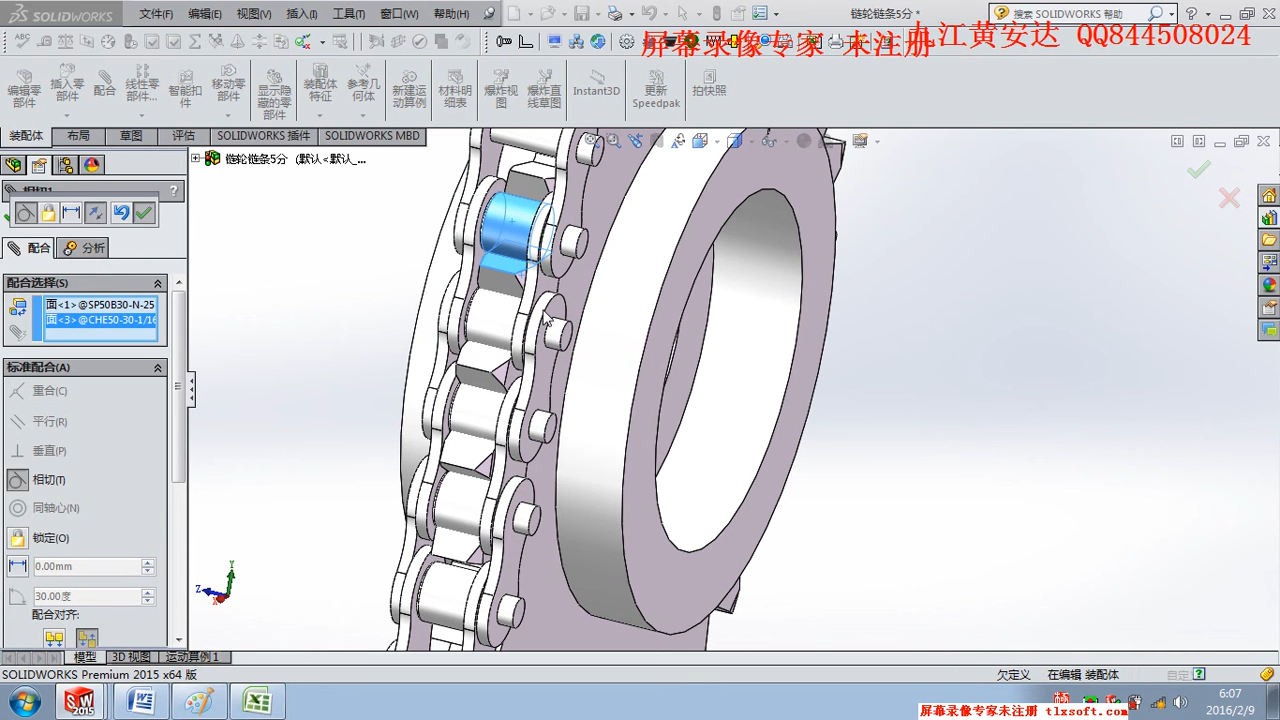 SOLIDWORKS
文件(F) 编辑(E) 视图(V) 插入(I) 工具(T) 窗口(W) 帮助(H)
链轮链条5分 *
搜索 SOLIDWORKS 帮助
屏幕录像专家 未注册
九江黄安达 QQ844508024
编辑零部件
插入零部件
配合
线性零部件...
智能扣件
移动零部件
显示隐藏的零部件
装配体特征
参考几何体
新建运动算例
材料明细表
爆炸视图
爆炸直线草图
Instant3D
更新 Speedpak
拍快照
装配体 布局 草图 评估 SOLIDWORKS 插件 SOLIDWORKS MBD
链轮链条5分 (默认<默认_...
相切1
?
配合 分析
配合选择(S)
面<1>@SP50B30-N-25
面<3>@CHE50-30-1/16
标准配合(A)
重合(C)
平行(R)
垂直(P)
相切(T)
同轴心(N)
锁定(O)
0.00mm
30.00度
配合对齐:
Y
Z
X
模型 3D 视图 运动算例 1
SOLIDWORKS Premium 2015 x64 版
欠定义
在编辑 装配体
自定
6:07
2016/2/9
屏幕录像专家未注册 tlxsoft.com